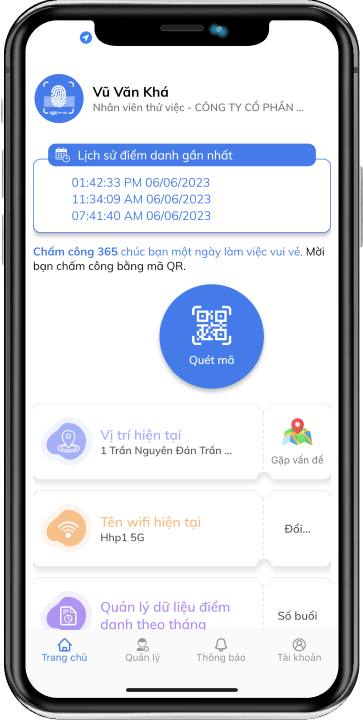 Vũ Văn Khá
Nhân viên thử việc - CÔNG TY CỔ PHẦN ...
Lịch sử điểm danh gần nhất
01:42:33 PM 06/06/2023
11:34:09 AM 06/06/2023
07:41:40 AM 06/06/2023
Chấm công 365 chúc bạn một ngày làm việc vui vẻ. Mời
bạn chấm công bằng mã QR.
Quét mã
Vị trí hiện tại
1 Trần Nguyên Đán Trần ...
Gặp vấn đề
Tên wifi hiện tại
Hhp1 5G
Đổi...
Quản lý dữ liệu điểm
danh theo tháng
Số buổi
Trang chủ
Quản lý
Thông báo
Tài khoản